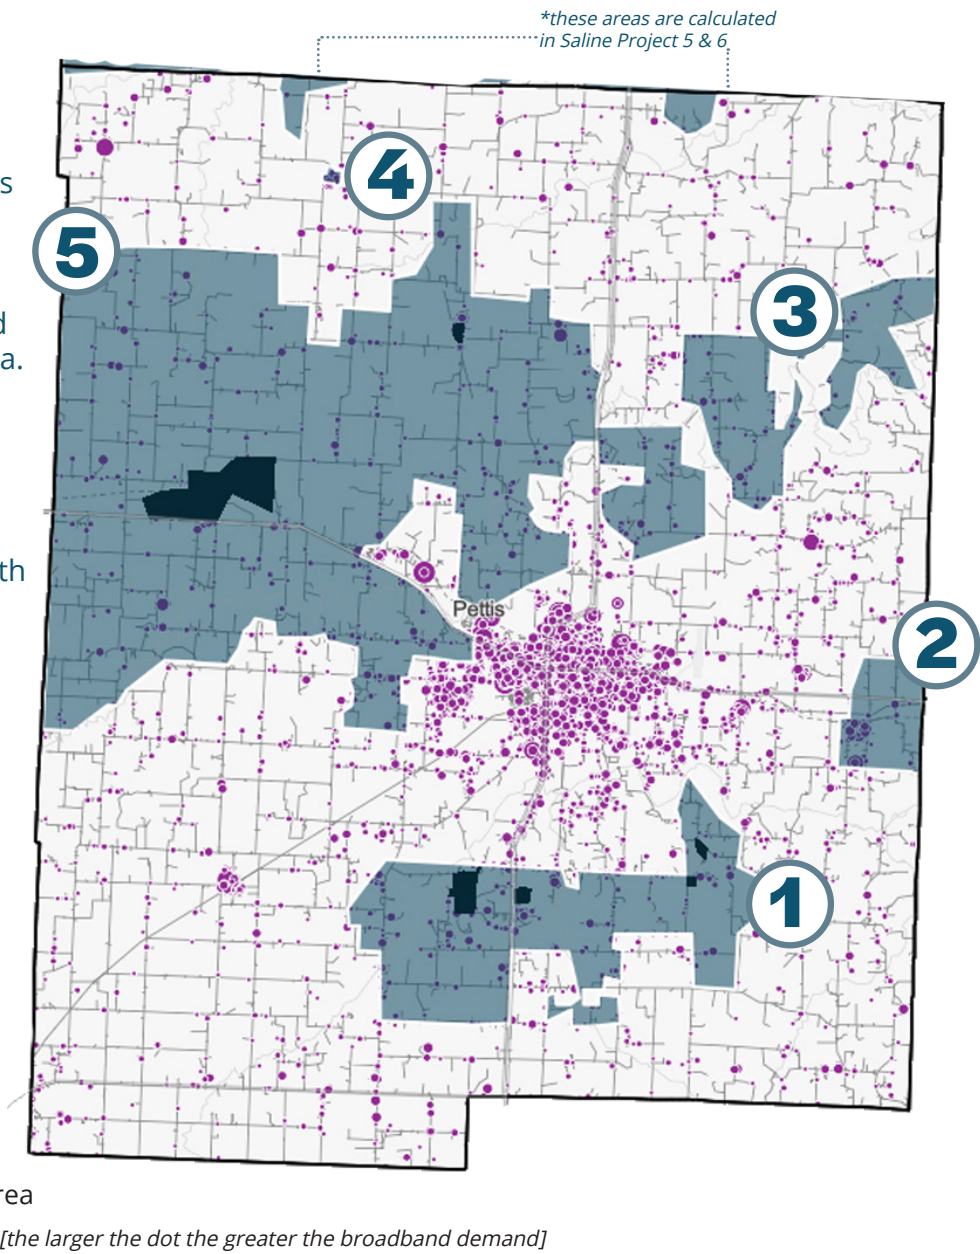 *these areas are calculated
in Saline Project 5 & 6
s
4
5
3
d
a.
th
Pettis
2
1
rea
[the larger the dot the greater the broadband demand]